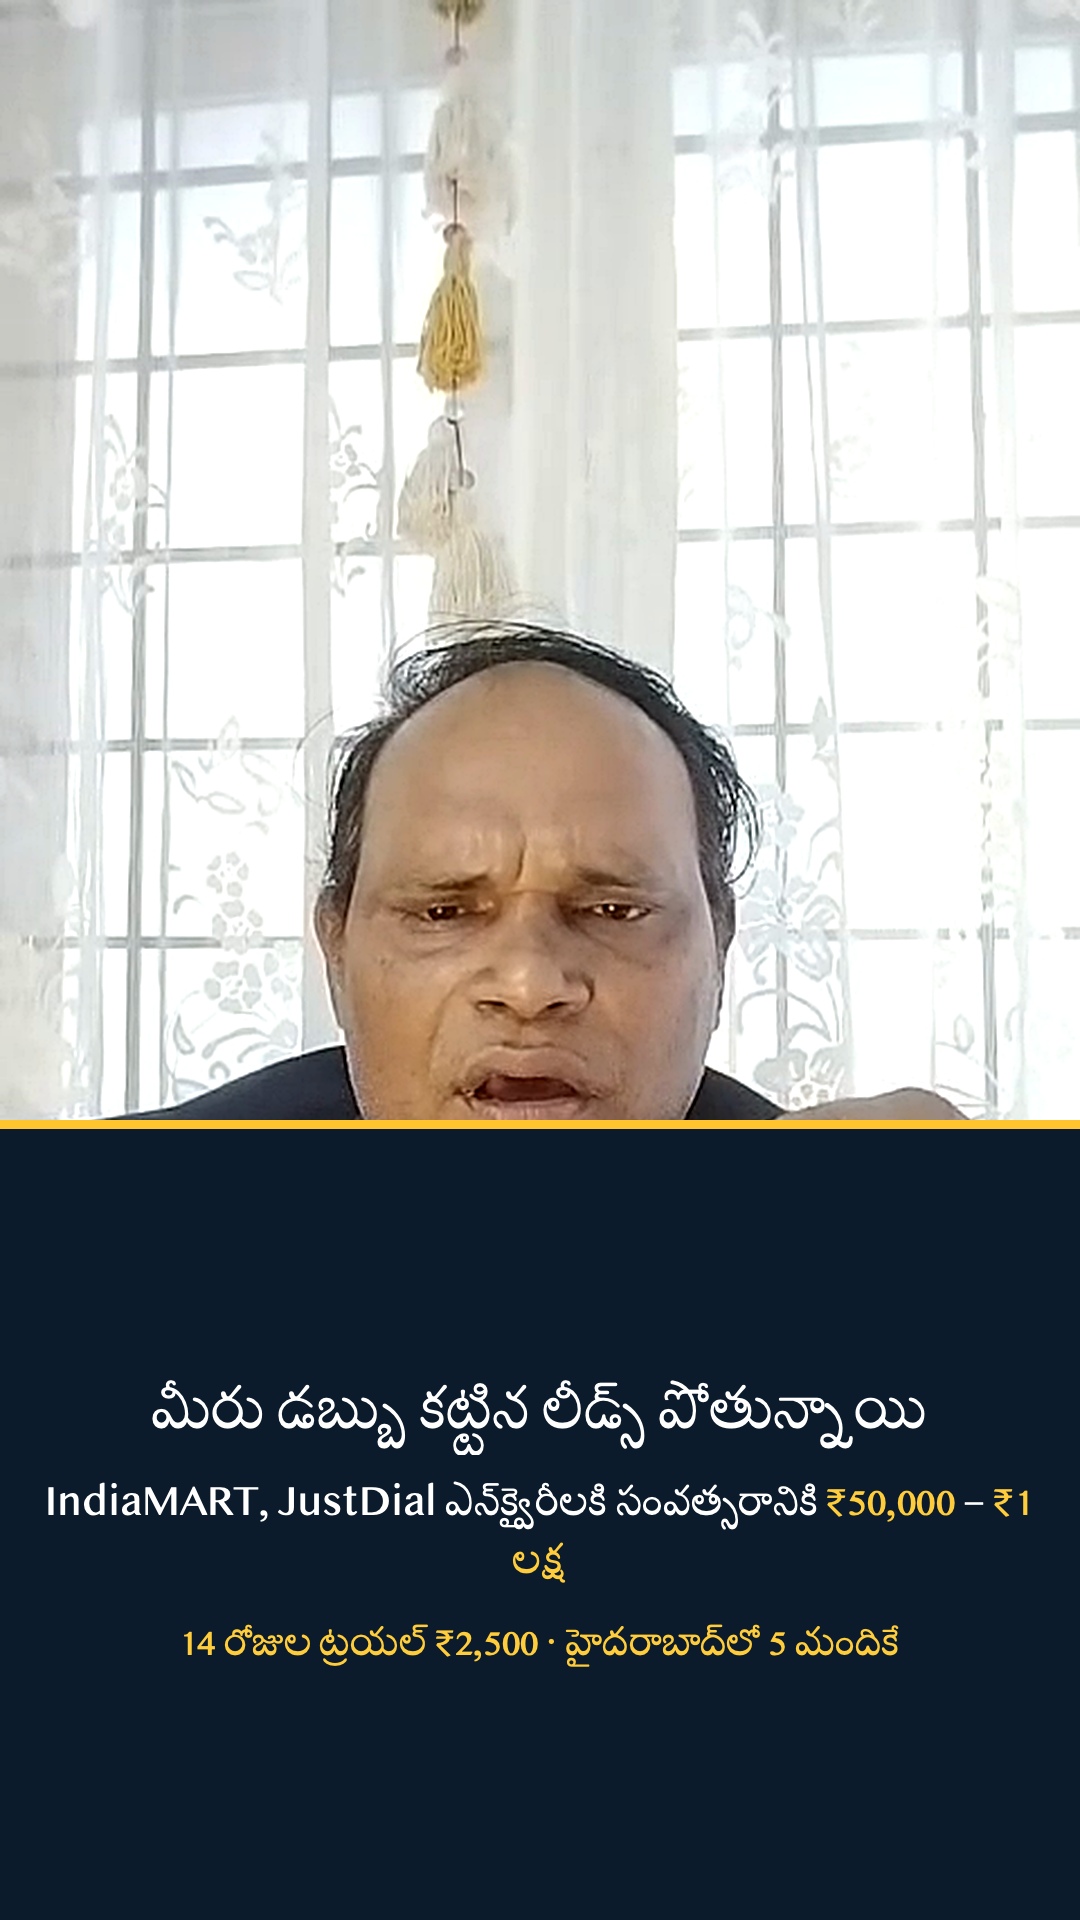 మీరు డబ్బు కట్టిన లీడ్స్ పోతున్నాయి
IndiaMART, JustDial ఎన్‌క్వైరీలకి సంవత్సరానికి ₹50,000 – ₹1
లక్ష
14 రోజుల ట్రయల్ ₹2,500 · హైదరాబాద్‌లో 5 మందికే